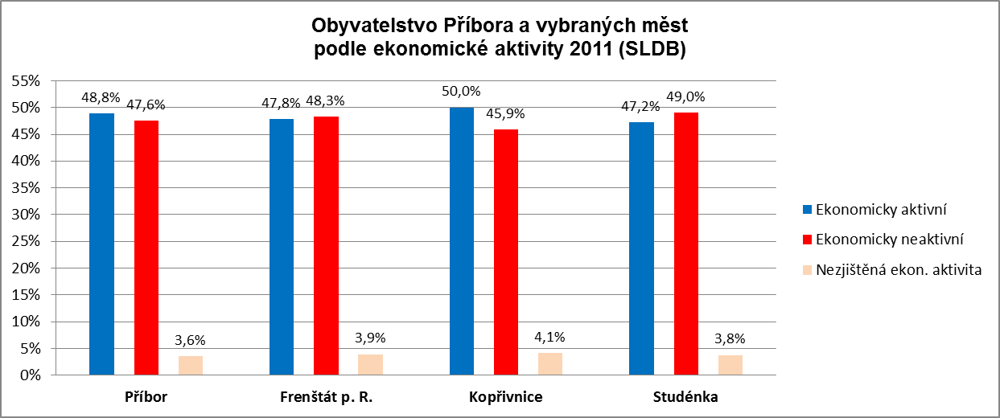 Obyvatelstvo Příbora a vybraných měst
podle ekonomické aktivity 2011 (SLDB)
55%
50%
45%
40%
35%
30%
25%
20%
15%
10%
5%
0%
48,8%
47,6%
3,6%
47,8%
48,3%
3,9%
50,0%
45,9%
4,1%
47,2%
49,0%
3,8%
Příbor
Frenštát p. R.
Kopřivnice
Studénka
Ekonomicky aktivní
Ekonomicky neaktivní
Nezjištěná ekon. aktivita